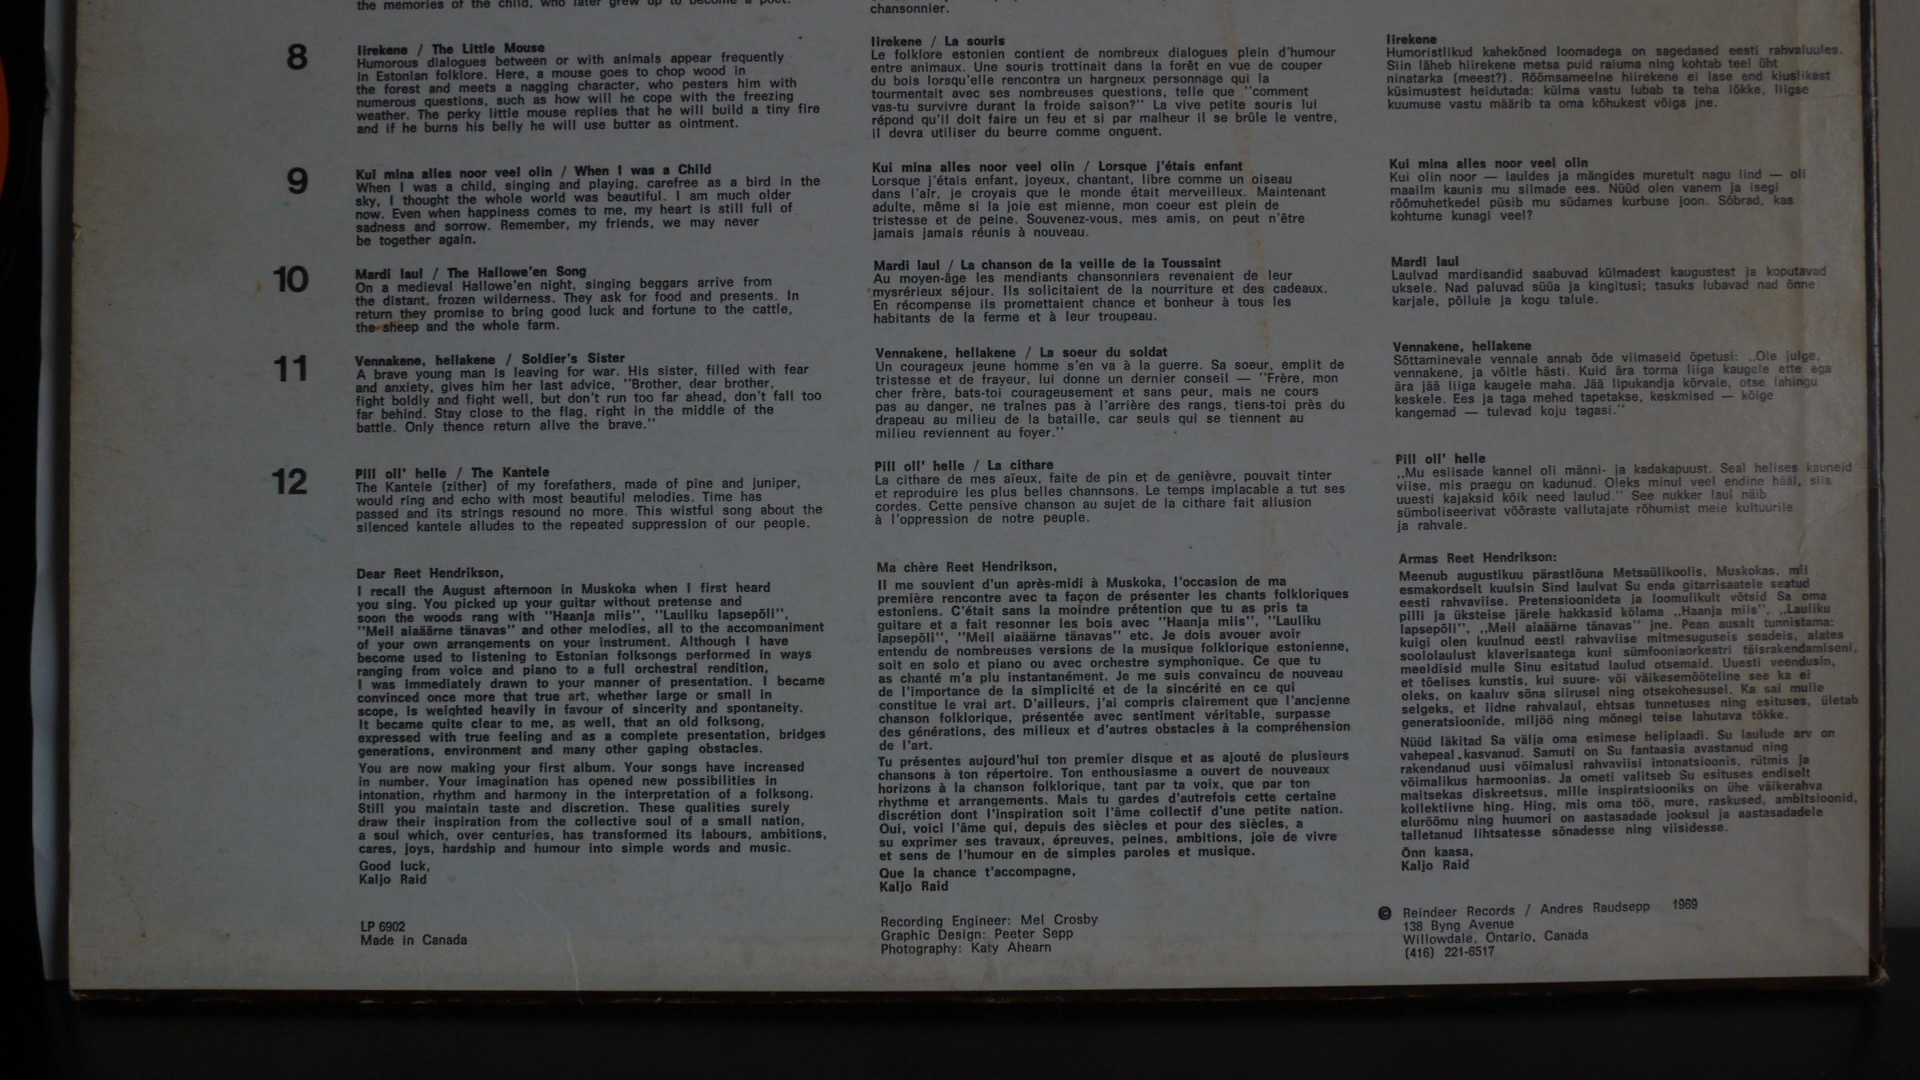 the memories of the child, who later grew up to become a poet.
8
Iirekene / The Little Mouse
Humorous dialogues between or with animals appear frequently
in Estonian folklore. Here, a mouse goes to chop wood in
the forest and meets a nagging character, who pesters him with
numerous questions, such as how will he cope with the freezing
weather. The perky little mouse replies that he will build a tiny fire
and if he burns his belly he will use butter as ointment.
9
Kui mina alles noor veel olin / When I was a Child
When I was a child, singing and playing, carefree as a bird in the
sky, I thought the whole world was beautiful. I am much older
now. Even when happiness comes to me, my heart is still full of
sadness and sorrow. Remember, my friends, we may never
be together again.
10
Mardi laul / The Hallowe'en Song
On a medieval Hallowe'en night, singing beggars arrive from
the distant, frozen wilderness. They ask for food and presents. In
return they promise to bring good luck and fortune to the cattle,
the sheep and the whole farm.
11
Vennakene, hellakene / Soldier's Sister
A brave young man is leaving for war. His sister, filled with fear
and anxiety, gives him her last advice, "Brother, dear brother,
fight boldly and fight well, but don't run too far ahead, don't fall too
far behind. Stay close to the flag, right in the middle of the
battle. Only thence return alive the brave."
12
Pill oll' helle / The Kantele
The Kantele (zither) of my forefathers, made of pine and juniper,
would ring and echo with most beautiful melodies. Time has
passed and its strings resound no more. This wistful song about the
silenced kantele alludes to the repeated suppression of our people.
Dear Reet Hendrikson,
I recall the August afternoon in Muskoka when I first heard
you sing. You picked up your guitar without pretense and
soon the woods rang with "Haanja miis", "Lauliku lapsepõli",
"Meil aiaäärne tänavas" and other melodies, all to the accompaniment
of your own arrangements on your instrument. Although I have
become used to listening to Estonian folksongs performed in ways
ranging from voice and piano to a full orchestral rendition,
I was immediately drawn to your manner of presentation. I became
convinced once more that true art, whether large or small in
scope, is weighted heavily in favour of sincerity and spontaneity.
It became quite clear to me, as well, that an old folksong,
expressed with true feeling and as a complete presentation, bridges
generations, environment and many other gaping obstacles.
You are now making your first album. Your songs have increased
in number. Your imagination has opened new possibilities in
intonation, rhythm and harmony in the interpretation of a folksong.
Still you maintain taste and discretion. These qualities surely
draw their inspiration from the collective soul of a small nation,
a soul which, over centuries, has transformed its labours, ambitions,
cares, joys, hardship and humour into simple words and music.
Good luck,
Kaljo Raid
LP 6902
Made in Canada
chansonnier.
Iirekene / La souris
Le folklore estonien contient de nombreux dialogues plein d'humour
entre animaux. Une souris trottinait dans la forêt en vue de couper
du bois lorsqu'elle rencontra un hargneux personnage qui la
tourmentait avec ses nombreuses questions, telle que "comment
vas-tu survivre durant la froide saison?" La vive petite souris lui
répond qu'il doit faire un feu et si par malheur il se brûle le ventre,
il devra utiliser du beurre comme onguent.
Kui mina alles noor veel olin / Lorsque j'étais enfant
Lorsque j'étais enfant, joyeux, chantant, libre comme un oiseau
dans l'air, je croyais que le monde était merveilleux. Maintenant
adulte, même si la joie est mienne, mon coeur est plein de
tristesse et de peine. Souvenez-vous, mes amis, on peut n'être
jamais jamais réunis à nouveau.
Mardi laul / La chanson de la veille de la Toussaint
Au moyen-âge les mendiants chansonniers revenaient de leur
mysrérieux séjour. Ils solicitaient de la nourriture et des cadeaux.
En récompense ils promettaient chance et bonheur à tous les
habitants de la ferme et à leur troupeau.
Vennakene, hellakene / La soeur du soldat
Un courageux jeune homme s'en va à la guerre. Sa soeur, emplit de
tristesse et de frayeur, lui donne un dernier conseil — "Frère, mon
cher frère, bats-toi courageusement et sans peur, mais ne cours
pas au danger, ne traînes pas à l'arrière des rangs, tiens-toi près du
drapeau au milieu de la bataille, car seuls qui se tiennent au
milieu reviennent au foyer."
Pill oll' helle / La cithare
La cithare de mes aïeux, faite de pin et de genièvre, pouvait tinter
et reproduire les plus belles channsons. Le temps implacable a tut ses
cordes. Cette pensive chanson au sujet de la cithare fait allusion
à l'oppression de notre peuple.
Ma chère Reet Hendrikson,
Il me souvient d'un après-midi à Muskoka, l'occasion de ma
première rencontre avec ta façon de présenter les chants folkloriques
estoniens. C'était sans la moindre prétention que tu as pris ta
guitare et a fait resonner les bois avec "Haanja miis", "Lauliku
lapsepõli", "Meil aiaäärne tänavas" etc. Je dois avouer avoir
entendu de nombreuses versions de la musique folklorique estonienne,
soit en solo et piano ou avec orchestre symphonique. Ce que tu
as chanté m'a plu instantanément. Je me suis convaincu de nouveau
de l'importance de la simplicité et de la sincérité en ce qui
constitue le vrai art. D'ailleurs, j'ai compris clairement que l'ancjenne
chanson folklorique, présentée avec sentiment véritable, surpasse
des générations, des milieux et d'autres obstacles à la compréhension
de l'art.
Tu présentes aujourd'hui ton premier disque et as ajouté de plusieurs
chansons à ton répertoire. Ton enthousiasme a ouvert de nouveaux
horizons à la chanson folklorique, tant par ta voix, que par ton
rhythme et arrangements. Mais tu gardes d'autrefois cette certaine
discrétion dont l'inspiration soit l'âme collectif d'une petite nation.
Oui, voici l'âme qui, depuis des siècles et pour des siècles, a
su exprimer ses travaux, épreuves, peines, ambitions, joie de vivre
et sens de l'humour en de simples paroles et musique.
Que la chance t'accompagne,
Kaljo Raid
Recording Engineer: Mel Crosby
Graphic Design: Peeter Sepp
Photography: Katy Ahearn
Iirekene
Humoristlikud kahekõned loomadega on sagedased eesti rahvaluules.
Siin läheb hiirekene metsa puid raiuma ning kohtab teel üht
ninatarka (meest?). Rõõmsameelne hiirekene ei lase end kiuslikest
küsimustest heidutada: külma vastu lubab ta teha lõkke, liigse
kuumuse vastu määrib ta oma kõhukest võiga jne.
Kui mina alles noor veel olin
Kui olin noor — lauldes ja mängides muretult nagu lind — oli
maailm kaunis mu silmade ees. Nüüd olen vanem ja isegi
rõõmuhetkedel püsib mu südames kurbuse joon. Sõbrad, kas
kohtume kunagi veel?
Mardi laul
Laulvad mardisandid saabuvad külmadest kaugustest ja koputavad
uksele. Nad paluvad süüa ja kingitusi; tasuks lubavad nad õnne
karjale, põllule ja kogu talule.
Vennakene, hellakene
Sõttaminevale vennale annab õde viimaseid õpetusi: „Ole julge,
vennakene, ja võitle hästi. Kuid ära torma liiga kaugele ette ega
ära jää liiga kaugele maha. Jää lipukandja kõrvale, otse lahingu
keskele. Ees ja taga mehed tapetakse, keskmised — kõige
kangemad — tulevad koju tagasi."
Pill oll' helle
„Mu esiisade kannel oli männi- ja kadakapuust. Seal helises kauneid
viise, mis praegu on kadunud. Oleks minul veel endine hääl, siis
uuesti kajaksid kõik need laulud." See nukker laul näib
sümboliseerivat võõraste vallutajate rõhumist meie kultuurile
ja rahvale.
Armas Reet Hendrikson:
Meenub augustikuu pärastlõuna Metsaülikoolis, Muskokas, mil
esmakordselt kuulsin Sind laulvat Su enda gitarrisaatele seatud
eesti rahvaviise. Pretensioonideta ja loomulikult võtsid Sa oma
pilli ja üksteise järele hakkasid kõlama „Haanja miis", „Lauliku
lapsepõli", „Meil aiaäärne tänavas" jne. Pean ausalt tunnistama:
kuigi olen kuulnud eesti rahvaviise mitmesuguseis seadeis, alates
soololaulust klaverisaatega kuni sümfooniaorkestri täisrakendamiseni,
meeldisid mulle Sinu esitatud laulud otsemaid. Uuesti veendusin,
et tõelises kunstis, kui suure- või väikesemõõteline see ka ei
oleks, on kaaluv sõna siirusel ning otsekohesusel. Ka sai mulle
selgeks, et iidne rahvalaul, ehtsas tunnetuses ning esituses, ületab
generatsioonide, miljöö ning mõnegi teise lahutava tõkke.
Nüüd läkitad Sa välja oma esimese heliplaadi. Su laulude arv on
vahepeal kasvanud. Samuti on Su fantaasia avastanud ning
rakendanud uusi võimalusi rahvaviisi intonatsioonis, rütmis ja
võimalikus harmoonias. Ja ometi valitseb Su esituses endiselt
maitsekas diskreetsus, mille inspiratsiooniks on ühe väikerahva
kollektiivne hing. Hing, mis oma töö, mure, raskused, ambitsioonid,
elurõõmu ning huumori on aastasadade jooksul ja aastasadadele
talletanud lihtsatesse sõnadesse ning viisidesse.
Õnn kaasa,
Kaljo Raid
© Reindeer Records / Andres Raudsepp 1969
138 Byng Avenue
Willowdale, Ontario, Canada
(416) 221-6517